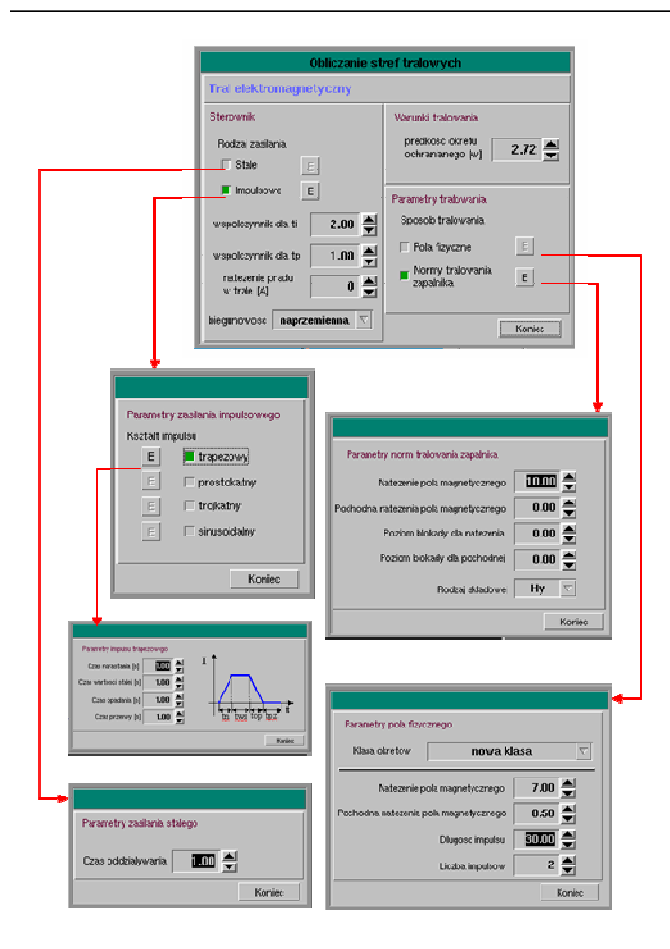 Obliczanie stref tralowych
Tral elektromagnetyczny
Sterownik
Rodzaj zasilania
Stale
E
Impulsowe
E
wspolczynnik dla ti
2.00
wspolczynnik dla tp
1.00
natezenie pradu
w trale [A]
0
biegunowosc
naprzemienna
Warunki tralowania
predkosc okretu
ochranianego [w]
2.72
Parametry tralowania
Sposob tralowania
Pola fizyczne
E
Normy tralowania
zapalnika
E
Koniec
Parametry zasilania impulsowego
Ksztalt impulsu
E
trapezowy
E
prostokatny
E
trojkatny
E
sinusoidalny
Koniec
Parametry norm tralowania zapalnika
Natezenie pola magnetycznego
10.00
Pochodna natezenia pola magnetycznego
0.00
Poziom blokady dla natezenia
0.00
Poziom blokady dla pochodnej
0.00
Rodzaj skladowej
Hy
Koniec
Parametry impulsu trapezowego
Czas narastania [s]
1.00
Czas wartosci stalej [s]
1.00
Czas opadania [s]
1.00
Czas przerwy [s]
1.00
I
t
tn tws top tpz
Koniec
Parametry pola fizycznego
Klasa okretow
nowa klasa
Natezenie pola magnetycznego
7.00
Pochodna natezenia pola magnetycznego
0.50
Dlugosc impulsu
30.00
Liczba impulsow
2
Koniec
Parametry zasilania stalego
Czas oddzialywania
1.00
Koniec